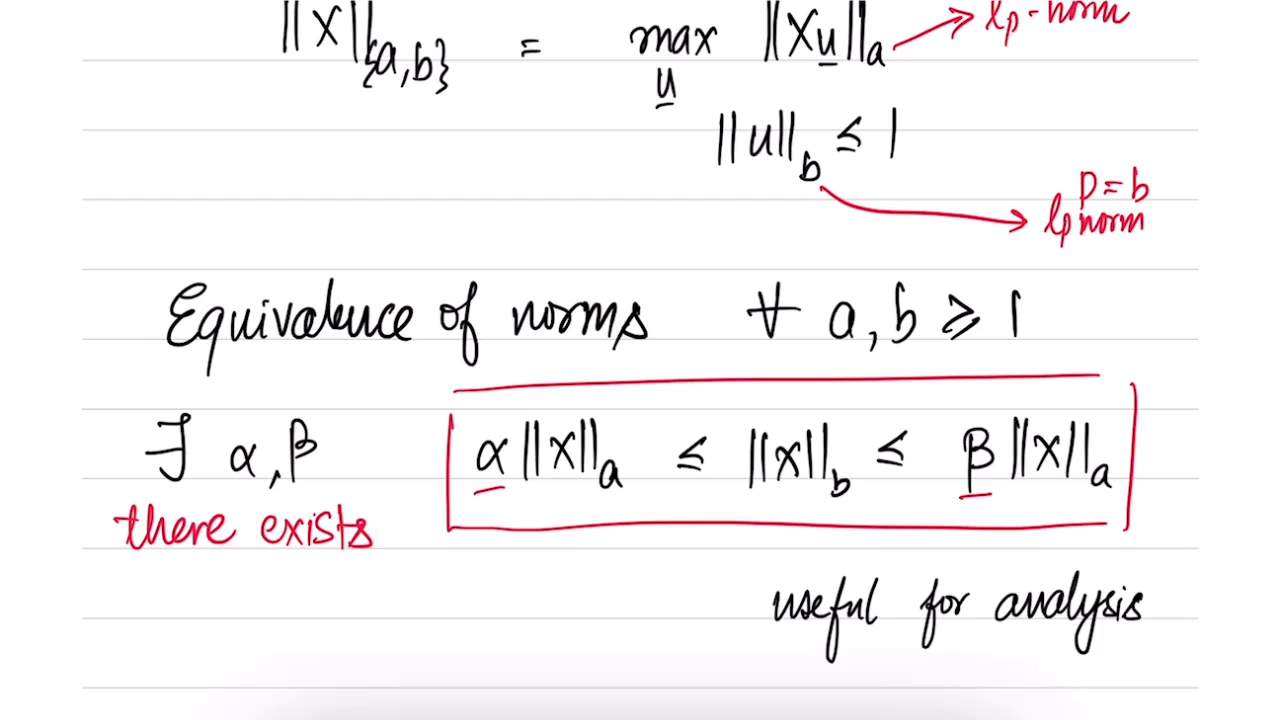 ||X||{a,b} = max ||Xu||a → lp - norm
u
||u||b ≤ 1
p = b
lp norm
Equivalence of norms ∀ a, b ≥ 1
∃ α, β α ||X||a ≤ ||X||b ≤ β ||X||a
there exists
useful for analysis